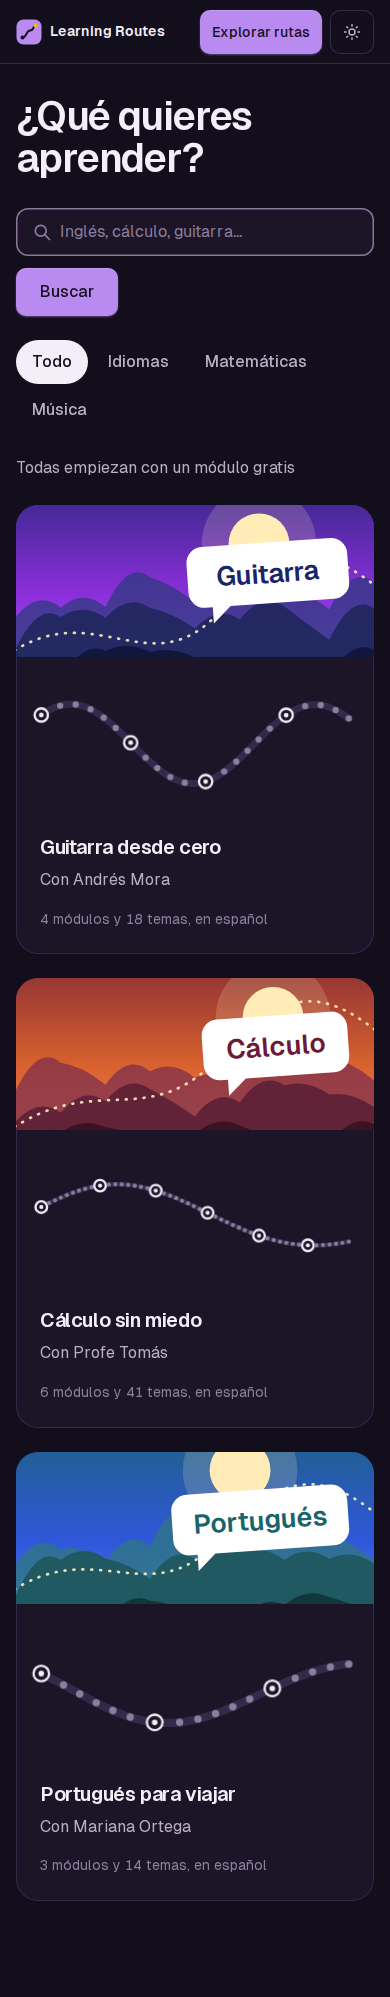 Learning Routes
Explorar rutas
¿Qué quieres
aprender?
Inglés, cálculo, guitarra...
Buscar
Todo
Idiomas
Matemáticas
Música
Todas empiezan con un módulo gratis
Guitarra
Guitarra desde cero
Con Andrés Mora
4 módulos y 18 temas, en español
Cálculo
Cálculo sin miedo
Con Profe Tomás
6 módulos y 41 temas, en español
Portugués
Portugués para viajar
Con Mariana Ortega
3 módulos y 14 temas, en español